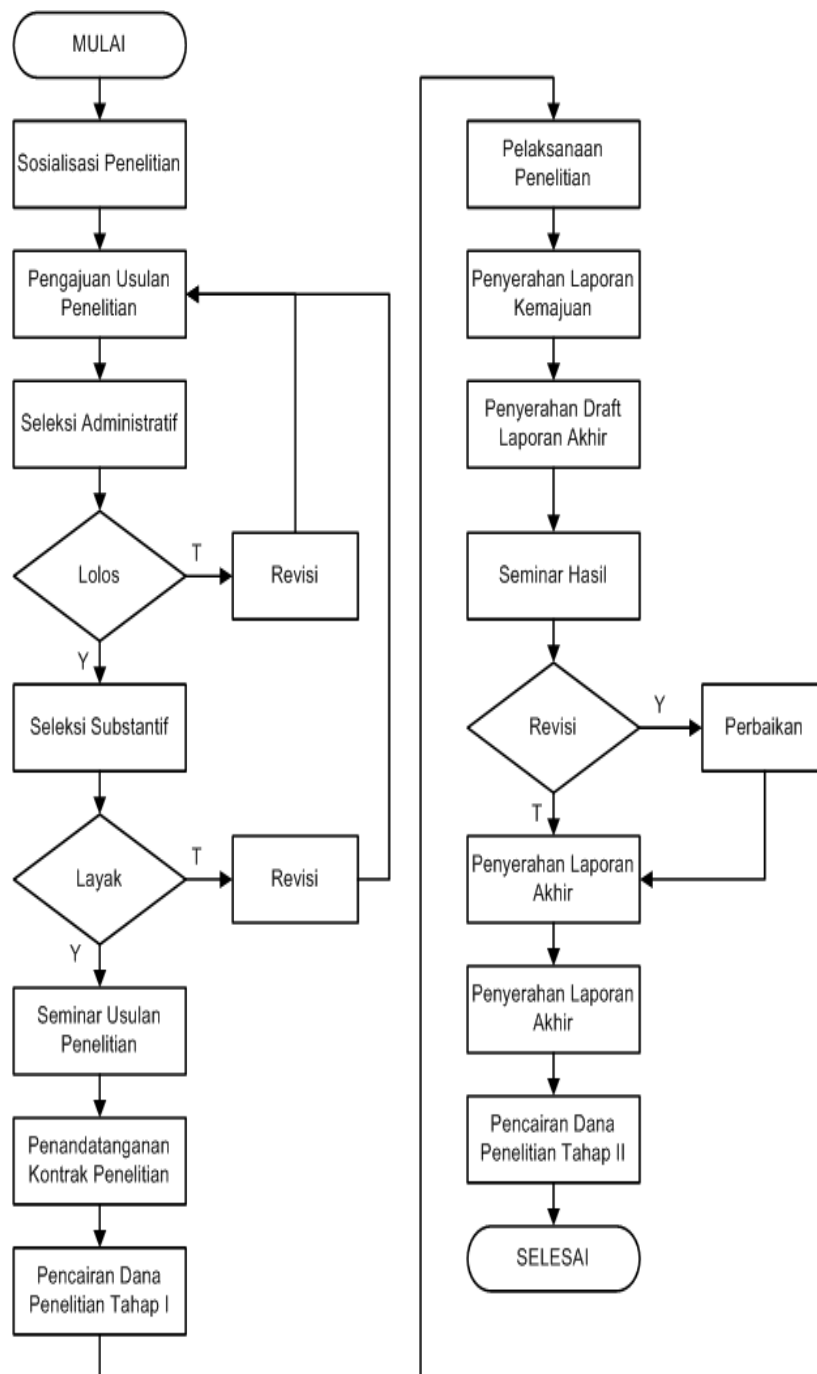 MULAI
Sosialisasi Penelitian
Pengajuan Usulan
Penelitian
Seleksi Administratif
Lolos
T
Revisi
Y
Seleksi Substantif
Layak
T
Revisi
Y
Seminar Usulan
Penelitian
Penandatanganan
Kontrak Penelitian
Pencairan Dana
Penelitian Tahap I
Pelaksanaan
Penelitian
Penyerahan Laporan
Kemajuan
Penyerahan Draft
Laporan Akhir
Seminar Hasil
Revisi
Y
Perbaikan
T
Penyerahan Laporan
Akhir
Penyerahan Laporan
Akhir
Pencairan Dana
Penelitian Tahap II
SELESAI